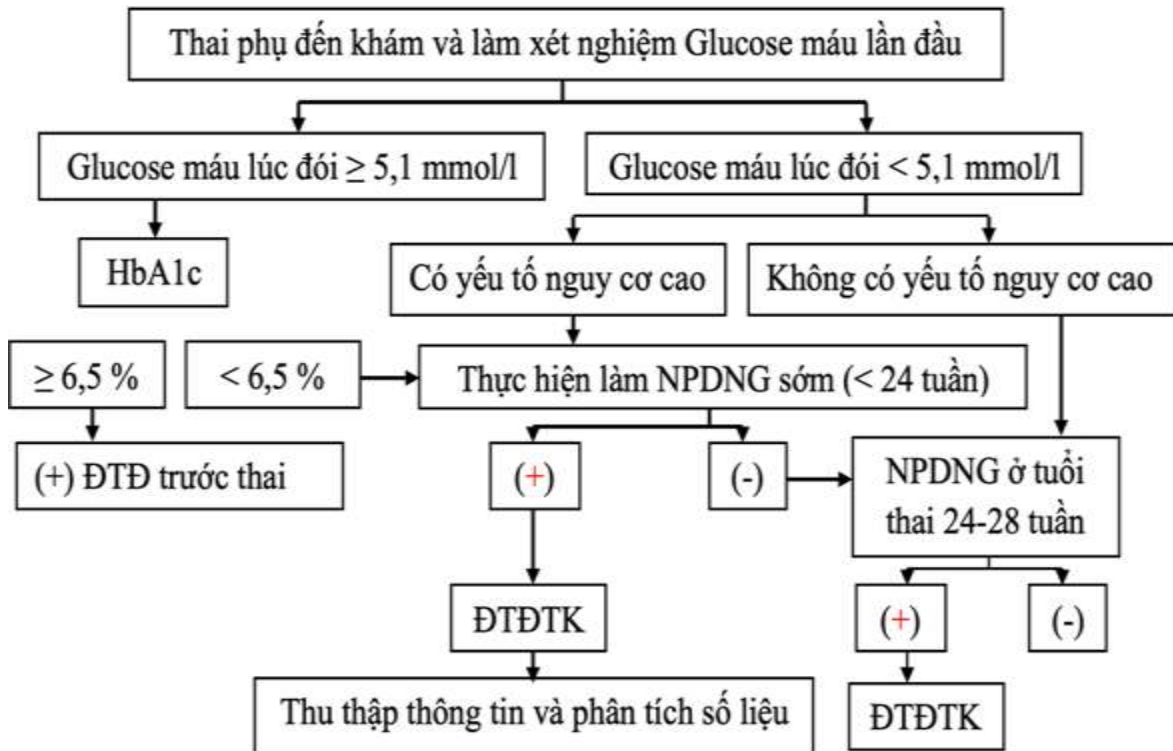 Thai phụ đến khám và làm xét nghiệm Glucose máu lần đầu
Glucose máu lúc đói ≥ 5,1 mmol/l
Glucose máu lúc đói < 5,1 mmol/l
HbA1c
Có yếu tố nguy cơ cao
Không có yếu tố nguy cơ cao
≥ 6,5 %
< 6,5 %
Thực hiện làm NPDNG sớm (< 24 tuần)
(+) ĐTĐ trước thai
(+)
(-)
NPDNG ở tuổi
thai 24-28 tuần
ĐTĐTK
(+)
(-)
Thu thập thông tin và phân tích số liệu
ĐTĐTK